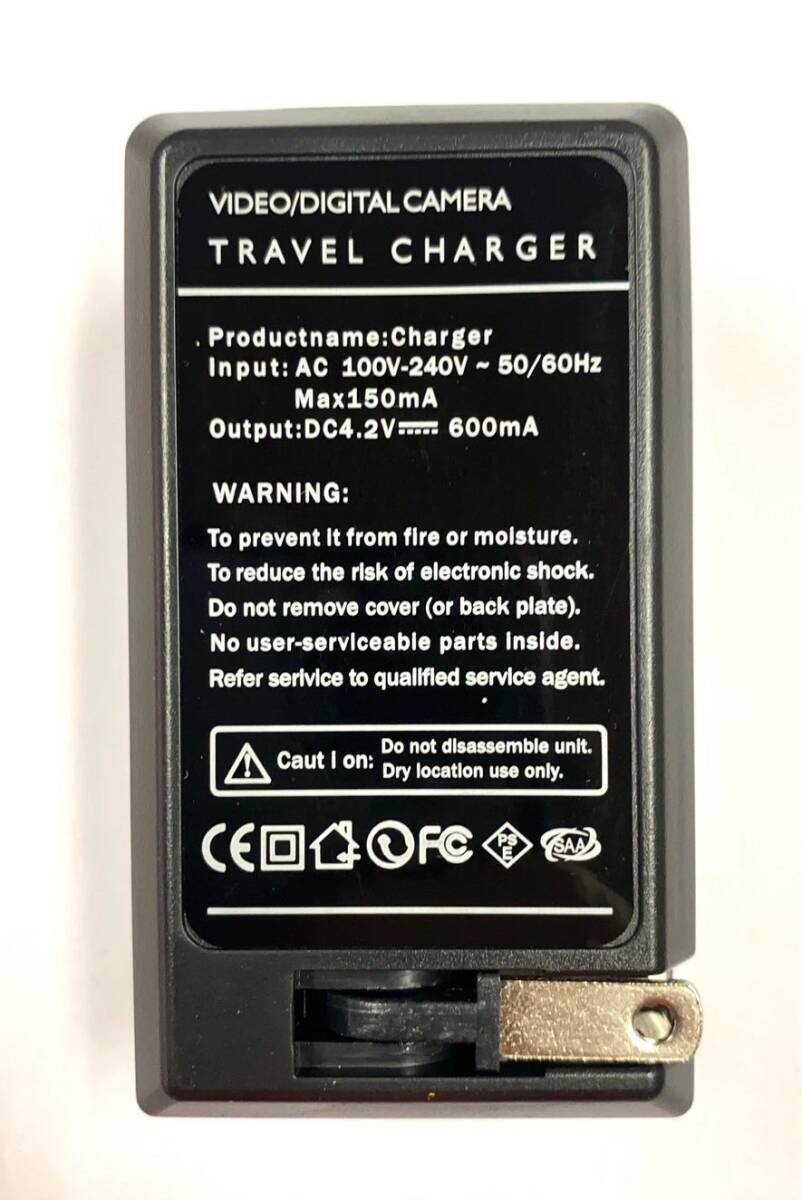 VIDEO/DIGITAL CAMERA
TRAVEL CHARGER
Productname:Charger
Input: AC 100V-240V ~ 50/60Hz
Max150mA
Output:DC4.2V⎓ 600mA
WARNING:
To prevent it from fire or moisture.
To reduce the risk of electronic shock.
Do not remove cover (or back plate).
No user-serviceable parts inside.
Refer serivice to qualified service agent.
Caut I on: Do not disassemble unit.
Dry location use only.
CE FC PSE SAA